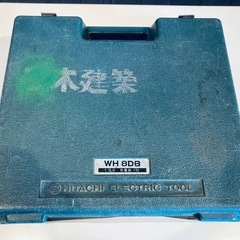 木建築
WH 8DB
HITACHI ELECTRIC TOOL